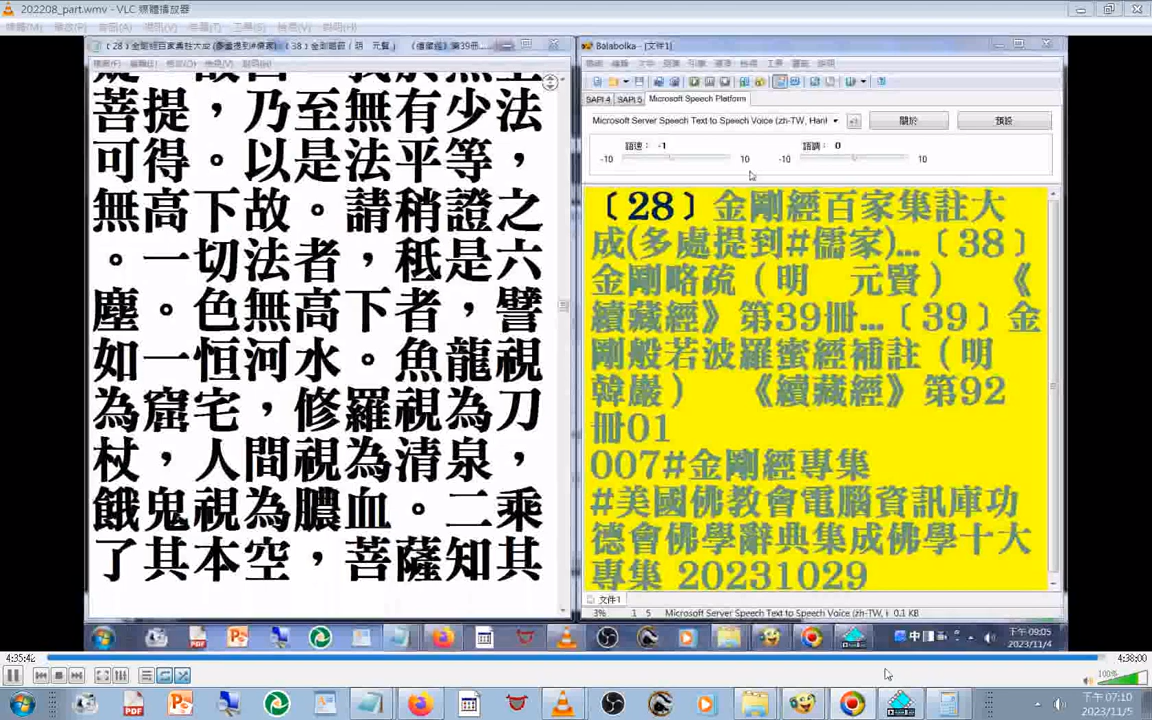 202208_part.wmv - VLC 媒體播放器
菩提，乃至無有少法
可得。以是法平等，
無高下故。請稍證之
。一切法者，秪是六
塵。色無高下者，譬
如一恒河水。魚龍視
為窟宅，修羅視為刀
杖，人間視為清泉，
餓鬼視為膿血。二乘
了其本空，菩薩知其
Balabolka - [文件1]
SAPI 4 SAPI 5 Microsoft Speech Platform
Microsoft Server Speech Text to Speech Voice (zh-TW, Han
關於
預設
語速： -1
語調： 0
-10 10 -10 10
〔28〕金剛經百家集註大
成(多處提到#儒家)...〔38〕
金剛略疏（明　元賢）　《
續藏經》第39冊...〔39〕金
剛般若波羅蜜經補註（明
韓巖）　《續藏經》第92
冊01
007#金剛經專集
#美國佛教會電腦資訊庫功
德會佛學辭典集成佛學十大
專集 20231029
文件1
3% 1 5 Microsoft Server Speech Text to Speech Voice (zh-TW, 0.1 KB
中
下午 09:05
2023/11/4
4:35:42
4:38:00
100%
下午 07:10
2023/11/5